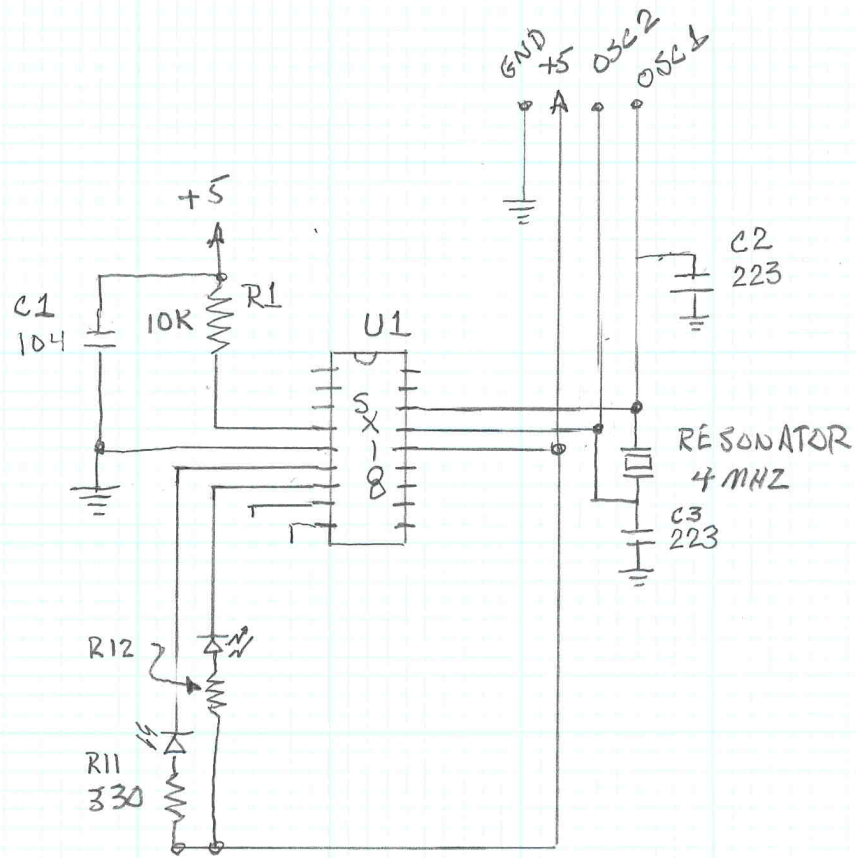 GND +5 OSC2 OSC1
+5
C2
223
C1
104
10K
R1
U1
SX18
RESONATOR
4 MHZ
C3
223
R12
R11
330